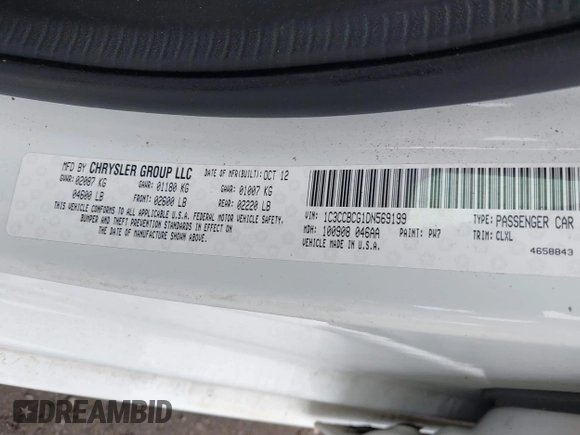 MFD BY CHRYSLER GROUP LLC DATE OF MFR(BUILT): OCT 12
GVWR: 02087 KG GAWR: 01180 KG GAWR: 01007 KG
04600 LB FRONT: 02600 LB REAR: 02220 LB
THIS VEHICLE CONFORMS TO ALL APPLICABLE U.S.A. FEDERAL MOTOR VEHICLE SAFETY,
BUMPER AND THEFT PREVENTION STANDARDS IN EFFECT
ON THE DATE OF MANUFACTURE SHOWN ABOVE.
VIN: 1C3CCBCG1DN569199 TYPE: PASSENGER CAR
MDH: 100908 046AA PAINT: PW7 TRIM: CLXL
VEHICLE MADE IN U.S.A. 4658843
DREAMBID